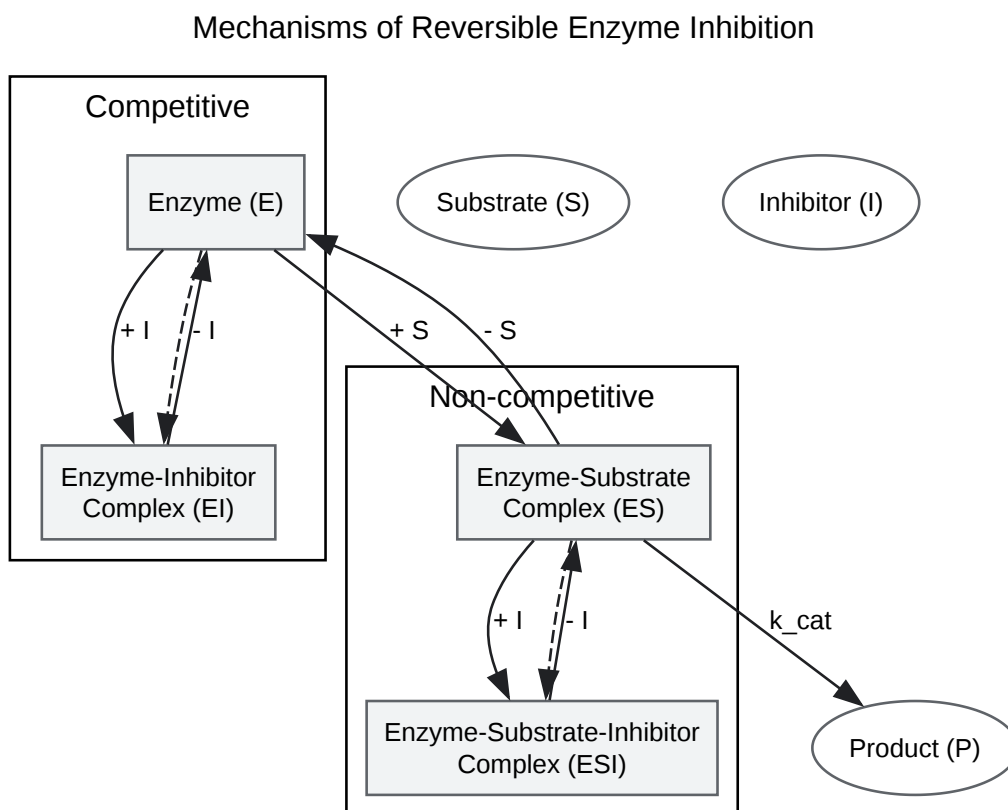 Mechanisms of Reversible Enzyme Inhibition
Competitive
Enzyme (E)
Substrate (S)
Inhibitor (I)
+ I
- I
+ S
- S
Non-competitive
Enzyme-Inhibitor
Complex (EI)
Enzyme-Substrate
Complex (ES)
+ I
- I
k_cat
Enzyme-Substrate-Inhibitor
Complex (ESI)
Product (P)